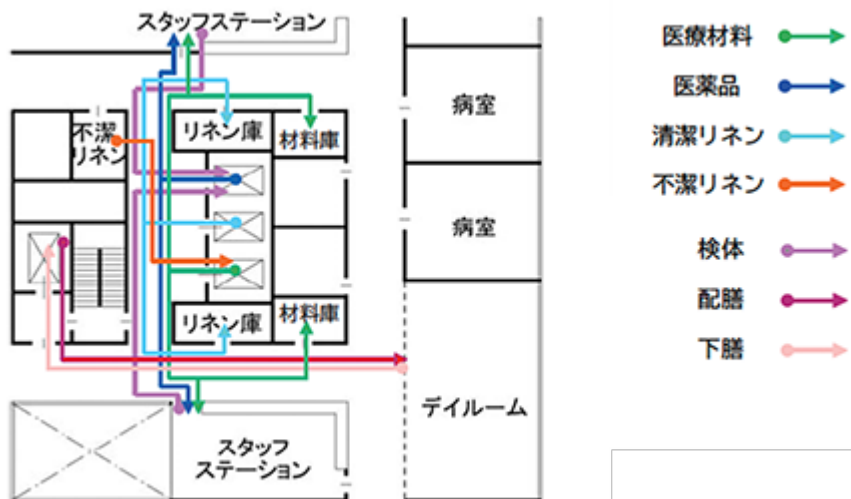 スタッフステーション
不潔
リネン
リネン庫
材料庫
病室
病室
リネン庫
材料庫
デイルーム
スタッフ
ステーション
医療材料
医薬品
清潔リネン
不潔リネン
検体
配膳
下膳